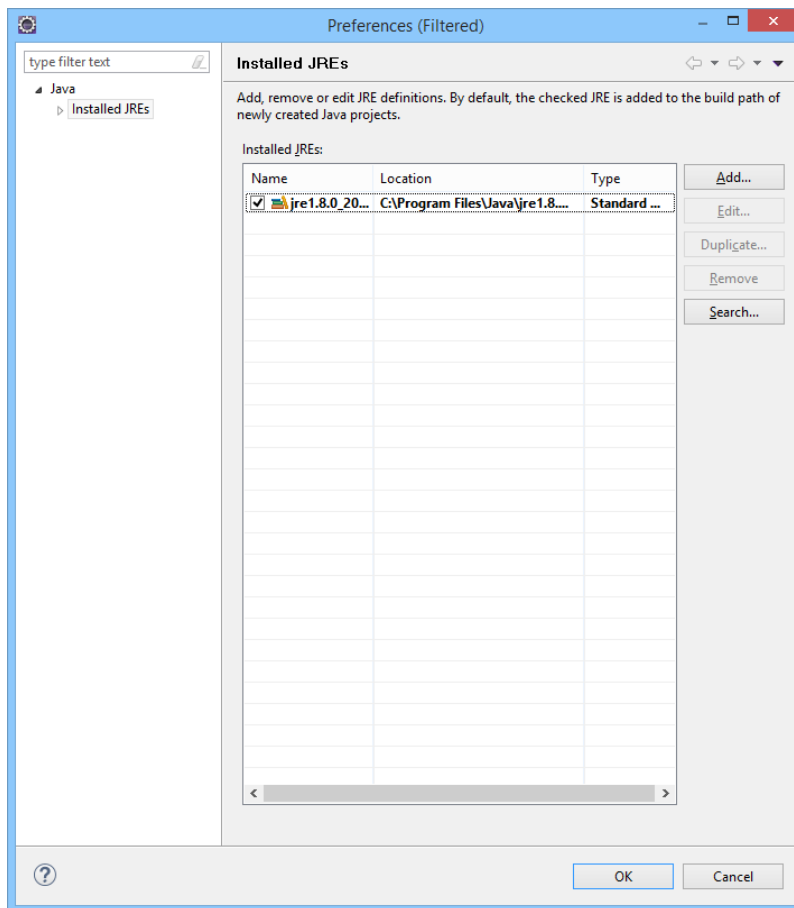 Preferences (Filtered)
type filter text
Java
Installed JREs
Installed JREs
Add, remove or edit JRE definitions. By default, the checked JRE is added to the build path of
newly created Java projects.
Installed JREs:
Name Location Type
jre1.8.0_20... C:\Program Files\Java\jre1.8.... Standard ...
Add...
Edit...
Duplicate...
Remove
Search...
OK Cancel